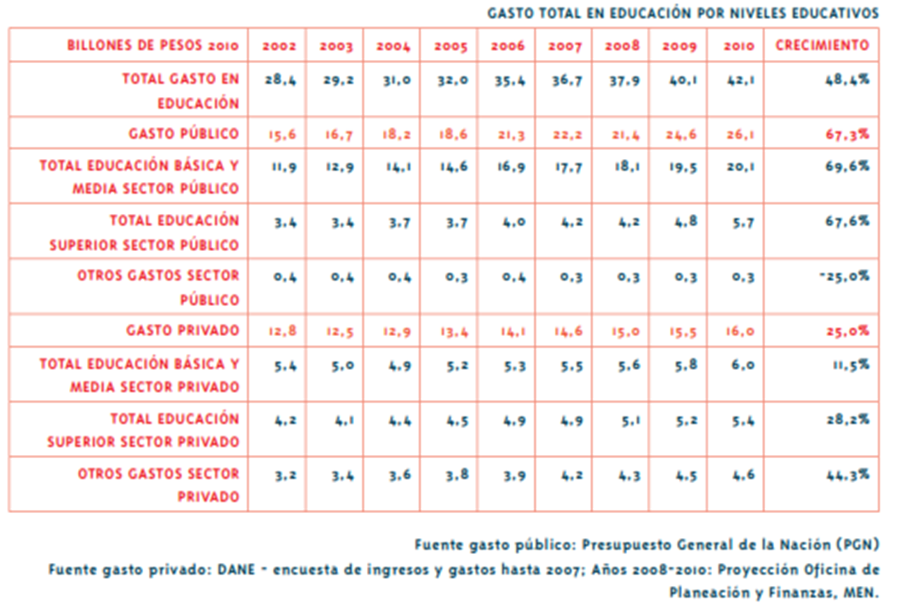 GASTO TOTAL EN EDUCACIÓN POR NIVELES EDUCATIVOS
BILLONES DE PESOS 2010 2002 2003 2004 2005 2006 2007 2008 2009 2010 CRECIMIENTO
TOTAL GASTO EN 28,4 29,2 31,0 32,0 35,4 36,7 37,9 40,1 42,1 48,4%
EDUCACIÓN
GASTO PÚBLICO 15,6 16,7 18,2 18,6 21,3 22,2 21,4 24,6 26,1 67,3%
TOTAL EDUCACIÓN BÁSICA Y 11,9 12,9 14,1 14,6 16,9 17,7 18,1 19,5 20,1 69,6%
MEDIA SECTOR PÚBLICO
TOTAL EDUCACIÓN 3,4 3,4 3,7 3,7 4,0 4,2 4,2 4,8 5,7 67,6%
SUPERIOR SECTOR PÚBLICO
OTROS GASTOS SECTOR 0,4 0,4 0,4 0,3 0,4 0,3 0,3 0,3 0,3 -25,0%
PÚBLICO
GASTO PRIVADO 12,8 12,5 12,9 13,4 14,1 14,6 15,0 15,5 16,0 25,0%
TOTAL EDUCACIÓN BÁSICA Y 5,4 5,0 4,9 5,2 5,3 5,5 5,6 5,8 6,0 11,5%
MEDIA SECTOR PRIVADO
TOTAL EDUCACIÓN 4,2 4,1 4,4 4,5 4,9 4,9 5,1 5,2 5,4 28,2%
SUPERIOR SECTOR PRIVADO
OTROS GASTOS SECTOR 3,2 3,4 3,6 3,8 3,9 4,2 4,3 4,5 4,6 44,3%
PRIVADO
Fuente gasto público: Presupuesto General de la Nación (PGN)
Fuente gasto privado: DANE - encuesta de ingresos y gastos hasta 2007; Años 2008-2010: Proyección Oficina de
Planeación y Finanzas, MEN.